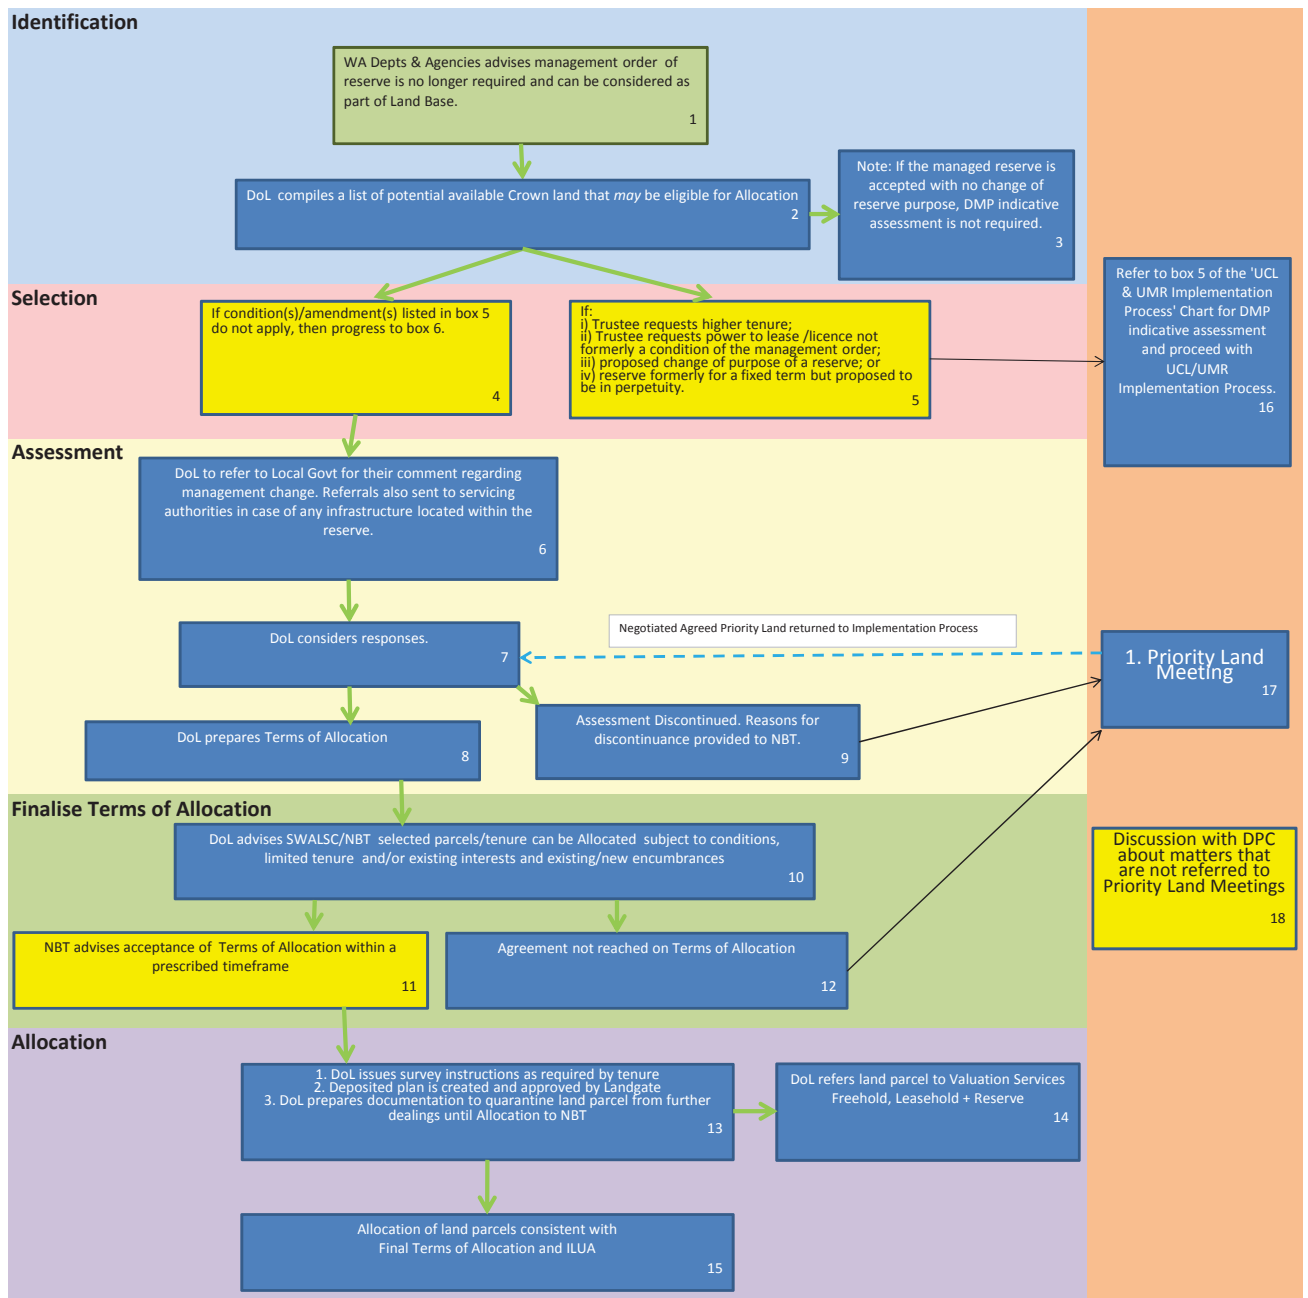 Identification
WA Depts & Agencies advises management order of
reserve is no longer required and can be considered as
part of Land Base.
1
DoL compiles a list of potential available Crown land that may be eligible for Allocation
2
Note: If the managed reserve is
accepted with no change of
reserve purpose, DMP indicative
assessment is not required.
3
Selection
If condition(s)/amendment(s) listed in box 5
do not apply, then progress to box 6.
4
If:
i) Trustee requests higher tenure;
ii) Trustee requests power to lease /licence not
formerly a condition of the management order;
iii) proposed change of purpose of a reserve; or
iv) reserve formerly for a fixed term but proposed to
be in perpetuity.
5
Refer to box 5 of the 'UCL
& UMR Implementation
Process' Chart for DMP
indicative assessment
and proceed with
UCL/UMR
Implementation Process.
16
Assessment
DoL to refer to Local Govt for their comment regarding
management change. Referrals also sent to servicing
authorities in case of any infrastructure located within the
reserve.
6
DoL considers responses.
7
Negotiated Agreed Priority Land returned to Implementation Process
1. Priority Land
Meeting
17
DoL prepares Terms of Allocation
8
Assessment Discontinued. Reasons for
discontinuance provided to NBT.
9
Finalise Terms of Allocation
DoL advises SWALSC/NBT selected parcels/tenure can be Allocated subject to conditions,
limited tenure and/or existing interests and existing/new encumbrances
10
Discussion with DPC
about matters that
are not referred to
Priority Land Meetings
18
NBT advises acceptance of Terms of Allocation within a
prescribed timeframe
11
Agreement not reached on Terms of Allocation
12
Allocation
1. DoL issues survey instructions as required by tenure
2. Deposited plan is created and approved by Landgate
3. DoL prepares documentation to quarantine land parcel from further
dealings until Allocation to NBT
13
DoL refers land parcel to Valuation Services
Freehold, Leasehold + Reserve
14
Allocation of land parcels consistent with
Final Terms of Allocation and ILUA
15